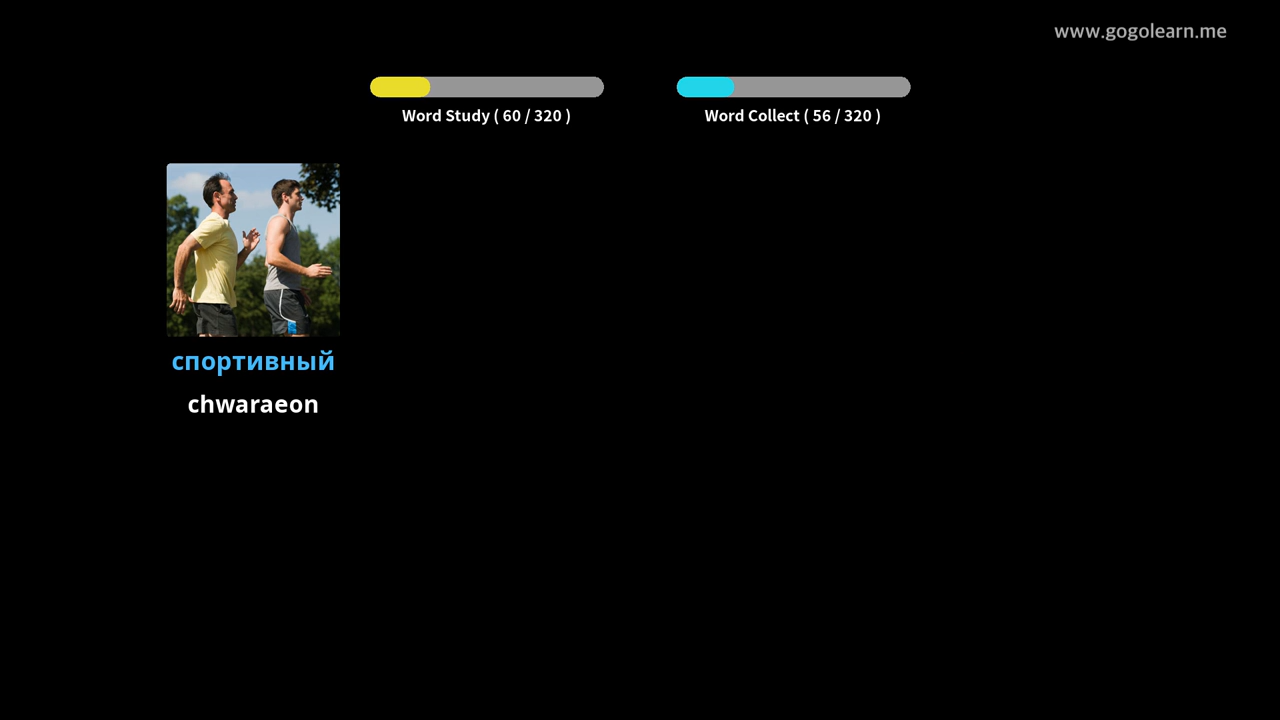 www.gogolearn.me
Word Study ( 60 / 320 )
Word Collect ( 56 / 320 )
спортивный
chwaraeon